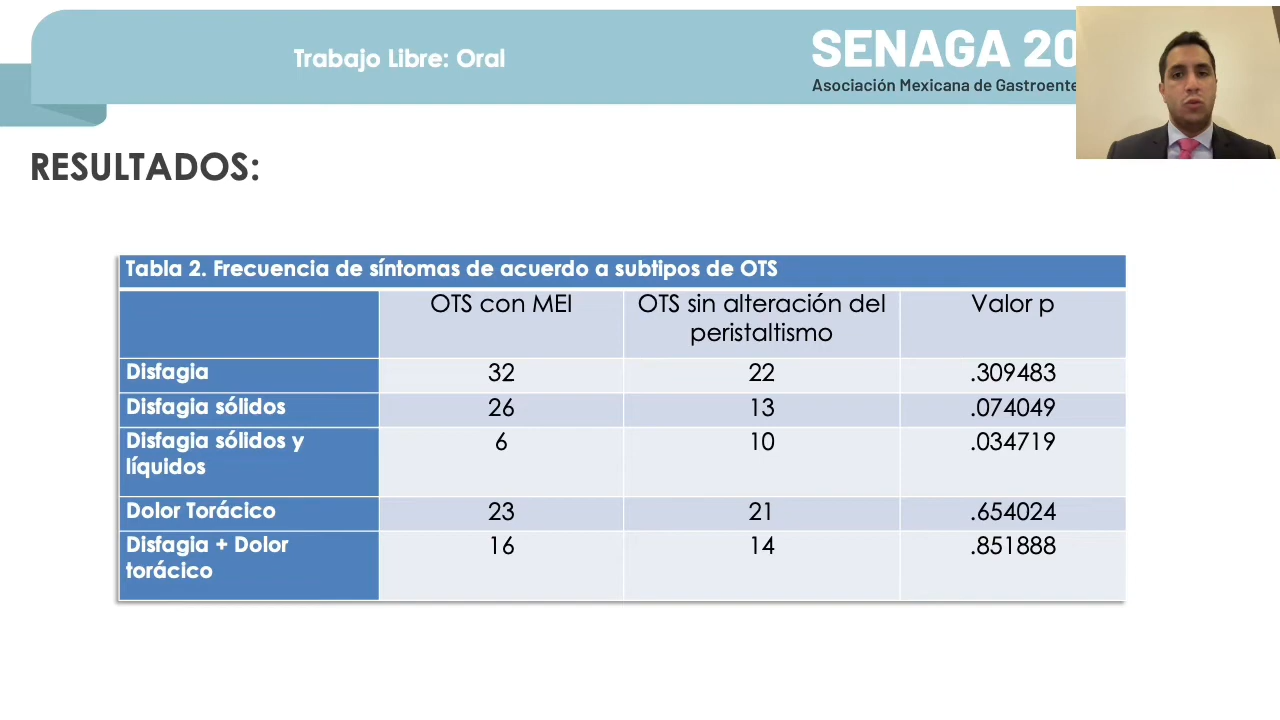 Trabajo Libre: Oral
SENAGA 20
Asociación Mexicana de Gastroente
RESULTADOS:
Tabla 2. Frecuencia de síntomas de acuerdo a subtipos de OTS
OTS con MEI
OTS sin alteración del
peristaltismo
Valor p
Disfagia
32
22
.309483
Disfagia sólidos
26
13
.074049
Disfagia sólidos y
líquidos
6
10
.034719
Dolor Torácico
23
21
.654024
Disfagia + Dolor
torácico
16
14
.851888